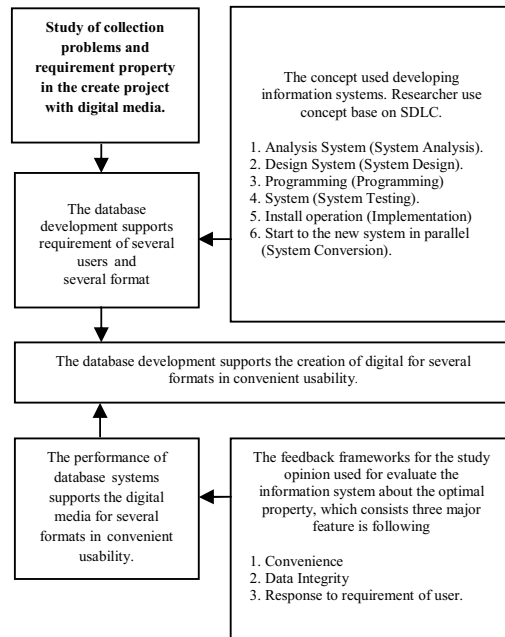 Study of collection
problems and
requirement property
in the create project
with digital media.
The concept used developing
information systems. Researcher use
concept base on SDLC.
1. Analysis System (System Analysis).
2. Design System (System Design).
3. Programming (Programming)
4. System (System Testing).
5. Install operation (Implementation)
6. Start to the new system in parallel
(System Conversion).
The database
development supports
requirement of several
users and
several format
The database development supports the creation of digital for several
formats in convenient usability.
The performance of
database systems
supports the digital
media for several
formats in convenient
usability.
The feedback frameworks for the study
opinion used for evaluate the
information system about the optimal
property, which consists three major
feature is following
1. Convenience
2. Data Integrity
3. Response to requirement of user.